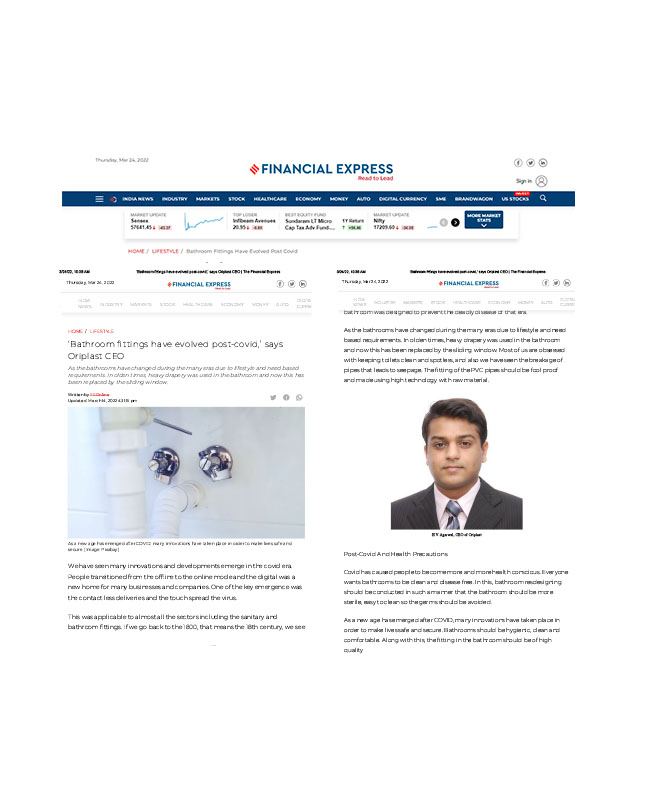 Thursday, Mar 24, 2022
FINANCIAL EXPRESS
Read to Lead
Sign in
INDIA NEWS INDUSTRY MARKETS STOCK HEALTHCARE ECONOMY MONEY AUTO DIGITAL CURRENCY SME BRANDWAGON US STOCKS
MARKET UPDATE
Sensex
57641.45
TOP LOSER
Infibeam Avenues
20.95
BEST EQUITY FUND
Sundaram LT Micro
Cap Tax Adv Fund-...
1Y Return
MARKET UPDATE
Nifty
17209.60
MORE MARKET
STATS
HOME / LIFESTYLE / Bathroom Fittings Have Evolved Post Covid
3/24/22, 10:38 AM
'Bathroom fittings have evolved post-covid,' says Oriplast CEO | The Financial Express
Thursday, Mar 24, 2022
FINANCIAL EXPRESS
INDIA
NEWS
INDUSTRY MARKETS STOCK HEALTHCARE ECONOMY MONEY AUTO
HOME / LIFESTYLE
'Bathroom fittings have evolved post-covid,' says
Oriplast CEO
As the bathrooms have changed during the many eras due to lifestyle and need based
requirements. In olden times, heavy drapery was used in the bathroom and now this has
been replaced by the sliding window.
Written by
Updated: March 14, 2022
As a new age has emerged after COVID, many innovations have taken place in order to make lives safe and
secure. (Image: Pixabay)
We have seen many innovations and developments emerge in the covid era.
People transitioned from the offline to the online mode and the digital was a
new home for many businesses and companies. One of the key emergence was
the contact less deliveries and the touch spread the virus.
This was applicable to almost all the sectors including the sanitary and
bathroom fittings. If we go back to the 1800, that means the 18th century, we see
3/24/22, 10:38 AM
'Bathroom fittings have evolved post-covid,' says Oriplast CEO | The Financial Express
Thursday, Mar 24, 2022
FINANCIAL EXPRESS
INDIA
NEWS
INDUSTRY MARKETS STOCK HEALTHCARE ECONOMY MONEY AUTO
that bathroom was designed to prevent the deadly disease of that era.
As the bathrooms have changed during the many eras due to lifestyle and need
based requirements. In olden times, heavy drapery was used in the bathroom
and now this has been replaced by the sliding window. Most of us are obsessed
with keeping toilets clean and spotless, and also we have seen the breakage of
pipes that leads to seepage. The fitting of the PVC pipes should be fool proof
and made using high technology with raw material.
Agarwal, CEO of Oriplast
Post-Covid And Health Precautions
Covid has caused people to become more and more health conscious. Everyone
wants bathrooms to be clean and disease free. In this, bathroom redesigning
should be conducted in such a manner that the bathroom should be more
sterile, easy to clean so the germs should be avoided.
As a new age has emerged after COVID, many innovations have taken place in
order to make lives safe and secure. Bathrooms should be hygienic, clean and
comfortable. Along with this, the fitting in the bathroom should be of high
quality